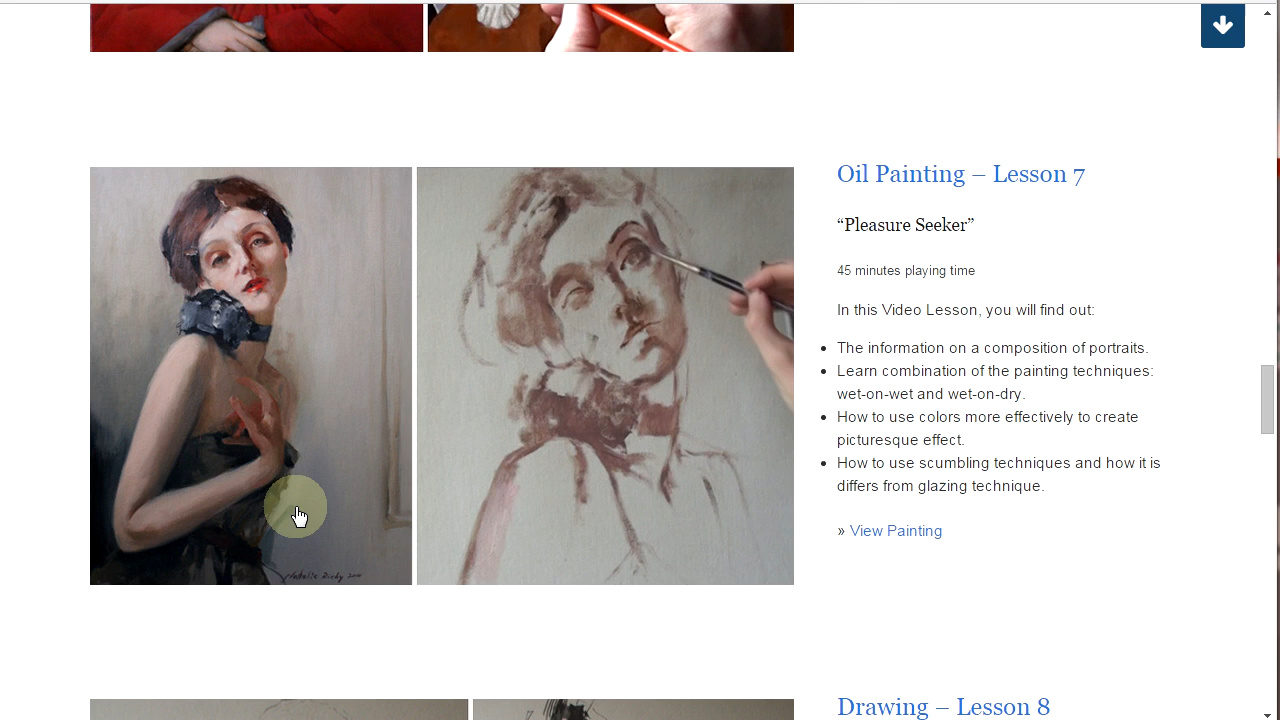 Oil Painting – Lesson 7
“Pleasure Seeker”
45 minutes playing time
In this Video Lesson, you will find out:
The information on a composition of portraits.
Learn combination of the painting techniques:
wet-on-wet and wet-on-dry.
How to use colors more effectively to create
picturesque effect.
How to use scumbling techniques and how it is
differs from glazing technique.
» View Painting
Drawing – Lesson 8